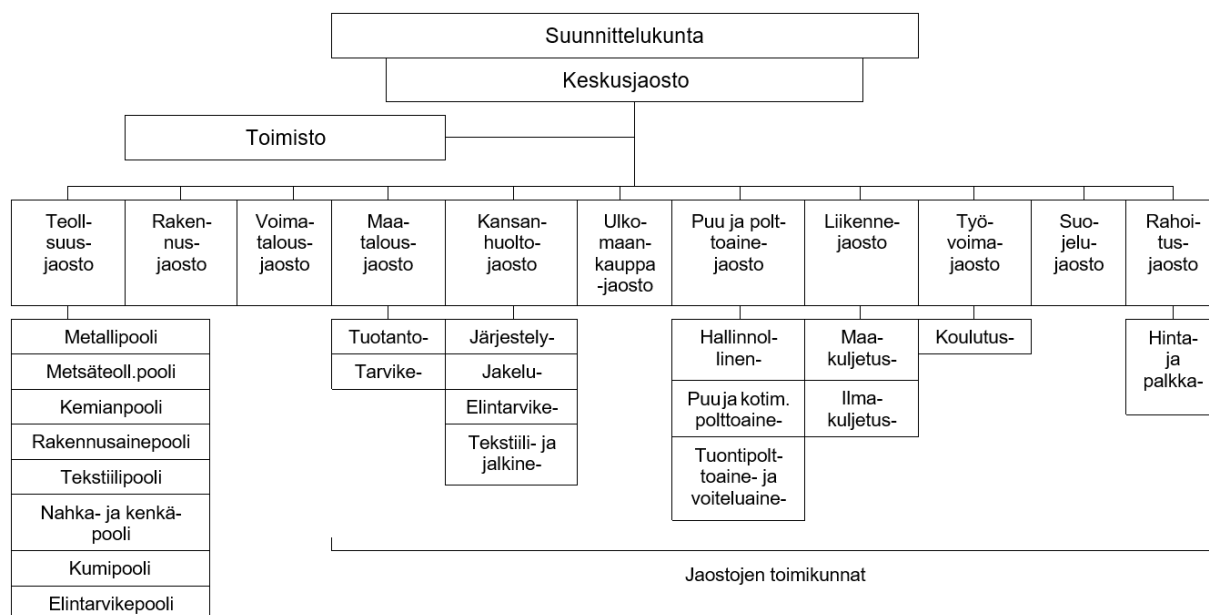 Suunnittelukunta
Keskusjaosto
Toimisto
Teoll-
suus-
jaosto
Raken-
nus-
jaosto
Voima-
talous-
jaosto
Maa-
talous-
jaosto
Kansan-
huolto-
jaosto
Ulko-
maan-
kauppa
-jaosto
Puu ja polt-
toaine-
jaosto
Liikenne-
jaosto
Työ-
voima-
jaosto
Suo-
jelu-
jaosto
Rahoi-
tus-
jaosto
Metallipooli
Metsäteoll.pooli
Kemianpooli
Rakennusainepooli
Tekstiilipooli
Nahka- ja kenkä-
pooli
Kumipooli
Elintarvikepooli
Tuotanto-
Tarvike-
Järjestely-
Jakelu-
Elintarvike-
Tekstiili- ja
jalkine-
Hallinnol-
linen-
Puu ja kotim.
polttoaine-
Tuontipolt-
toaine- ja
voiteluaine-
Maa-
kuljetus-
Ilma-
kuljetus-
Koulutus-
Hinta-
ja
palkka-
Jaostojen toimikunnat